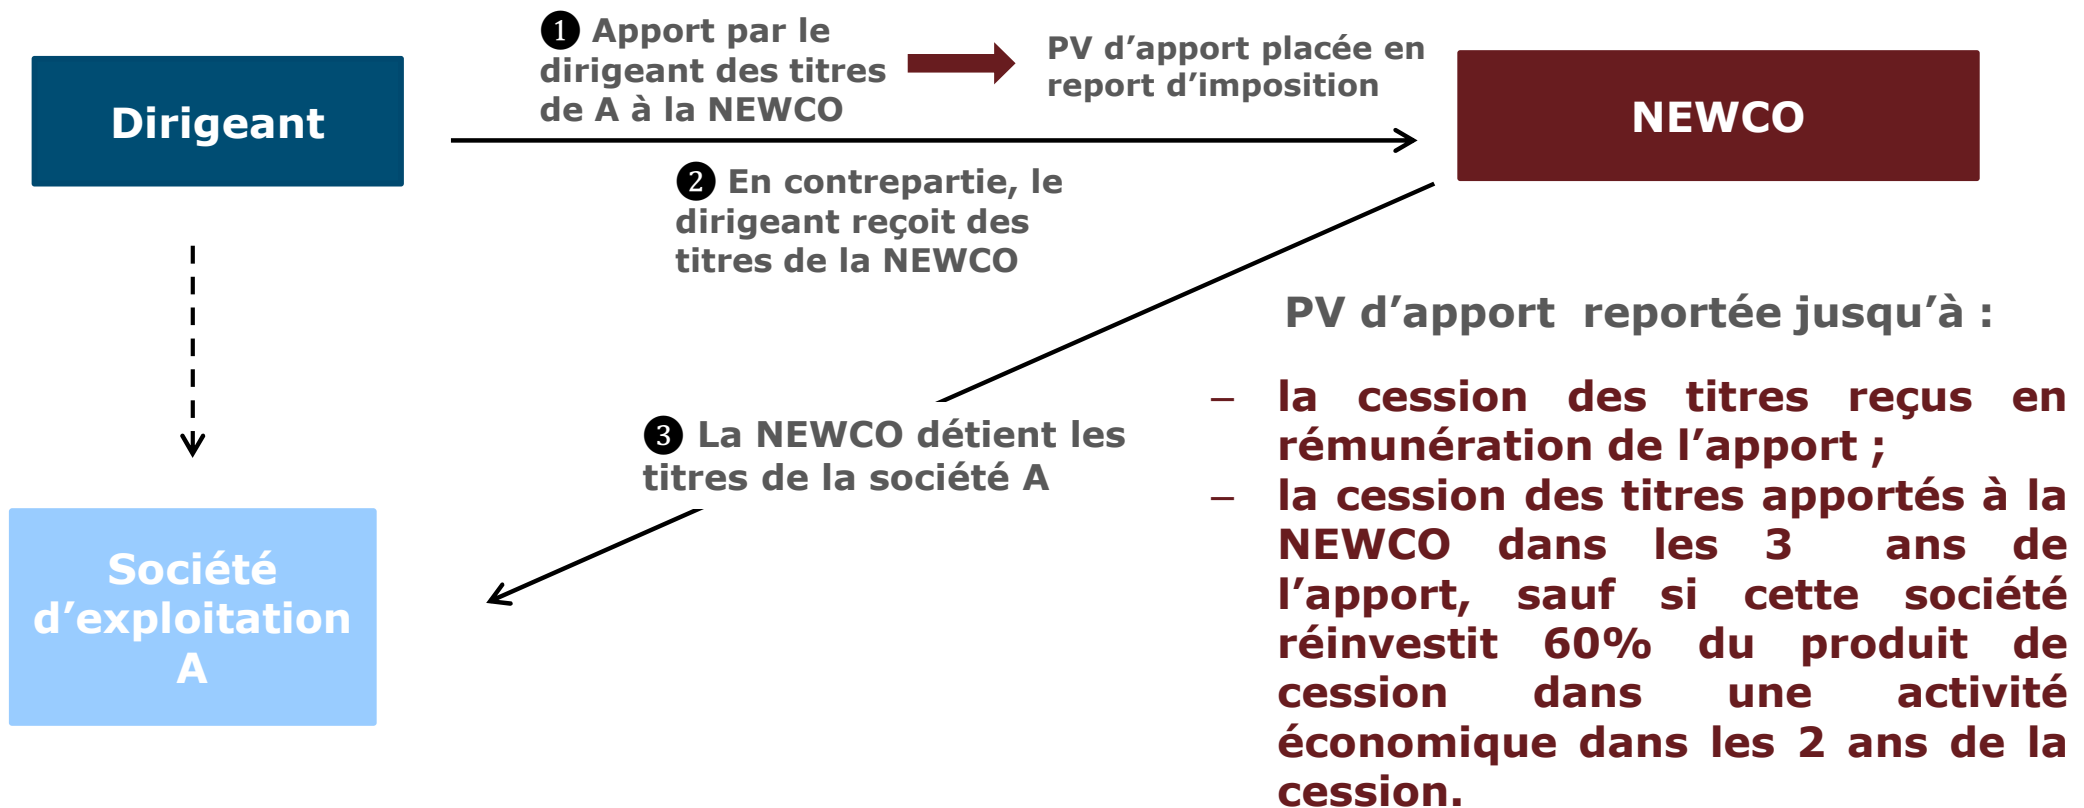 Dirigeant
❶ Apport par le
dirigeant des titres
de A à la NEWCO
PV d’apport placée en
report d’imposition
NEWCO
❷ En contrepartie, le
dirigeant reçoit des
titres de la NEWCO
❸ La NEWCO détient les
titres de la société A
Société
d’exploitation
A
PV d’apport reportée jusqu’à :
– la cession des titres reçus en
rémunération de l’apport ;
– la cession des titres apportés à la
NEWCO dans les 3 ans de
l’apport, sauf si cette société
réinvestit 60% du produit de
cession dans une activité
économique dans les 2 ans de la
cession.